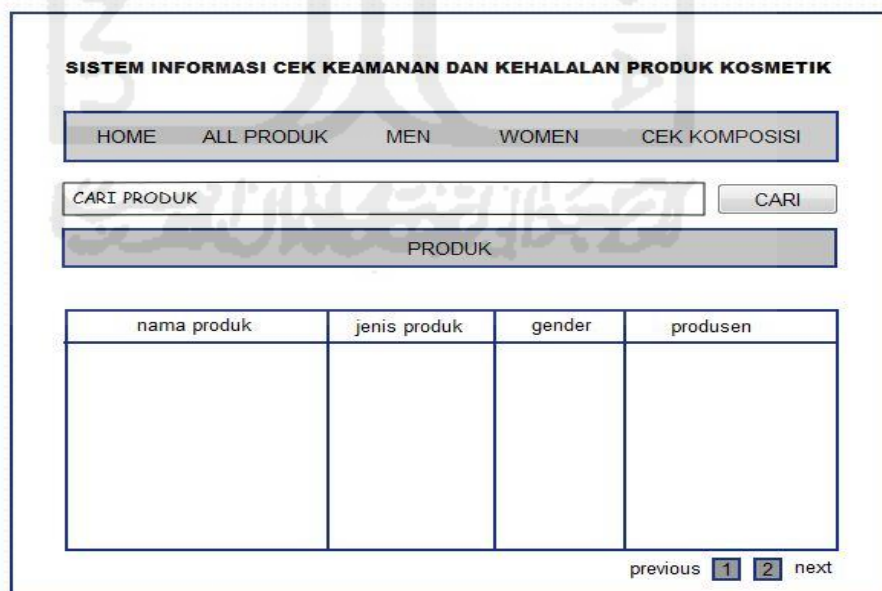 SISTEM INFORMASI CEK KEAMANAN DAN KEHALALAN PRODUK KOSMETIK
HOME ALL PRODUK MEN WOMEN CEK KOMPOSISI
CARI PRODUK CARI
PRODUK
nama produk jenis produk gender produsen
previous 1 2 next